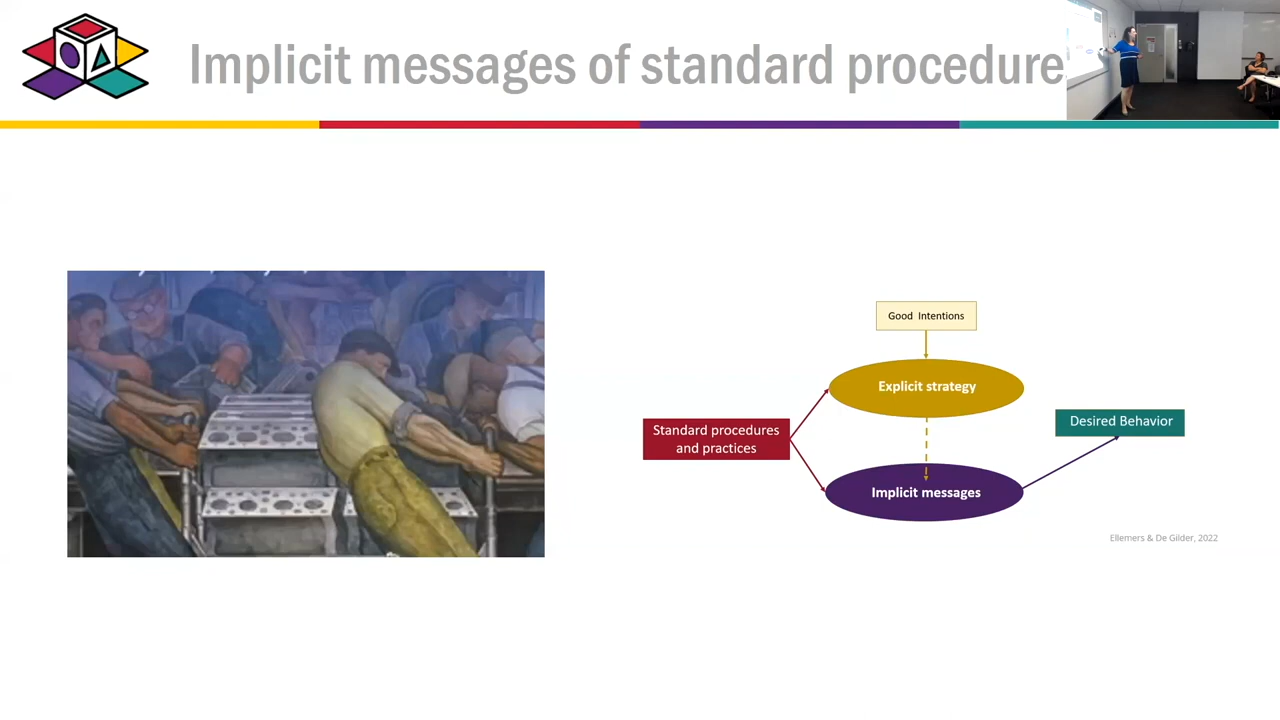 Implicit messages of standard procedure
Good Intentions
Explicit strategy
Standard procedures
and practices
Desired Behavior
Implicit messages
Ellemers & De Gilder, 2022